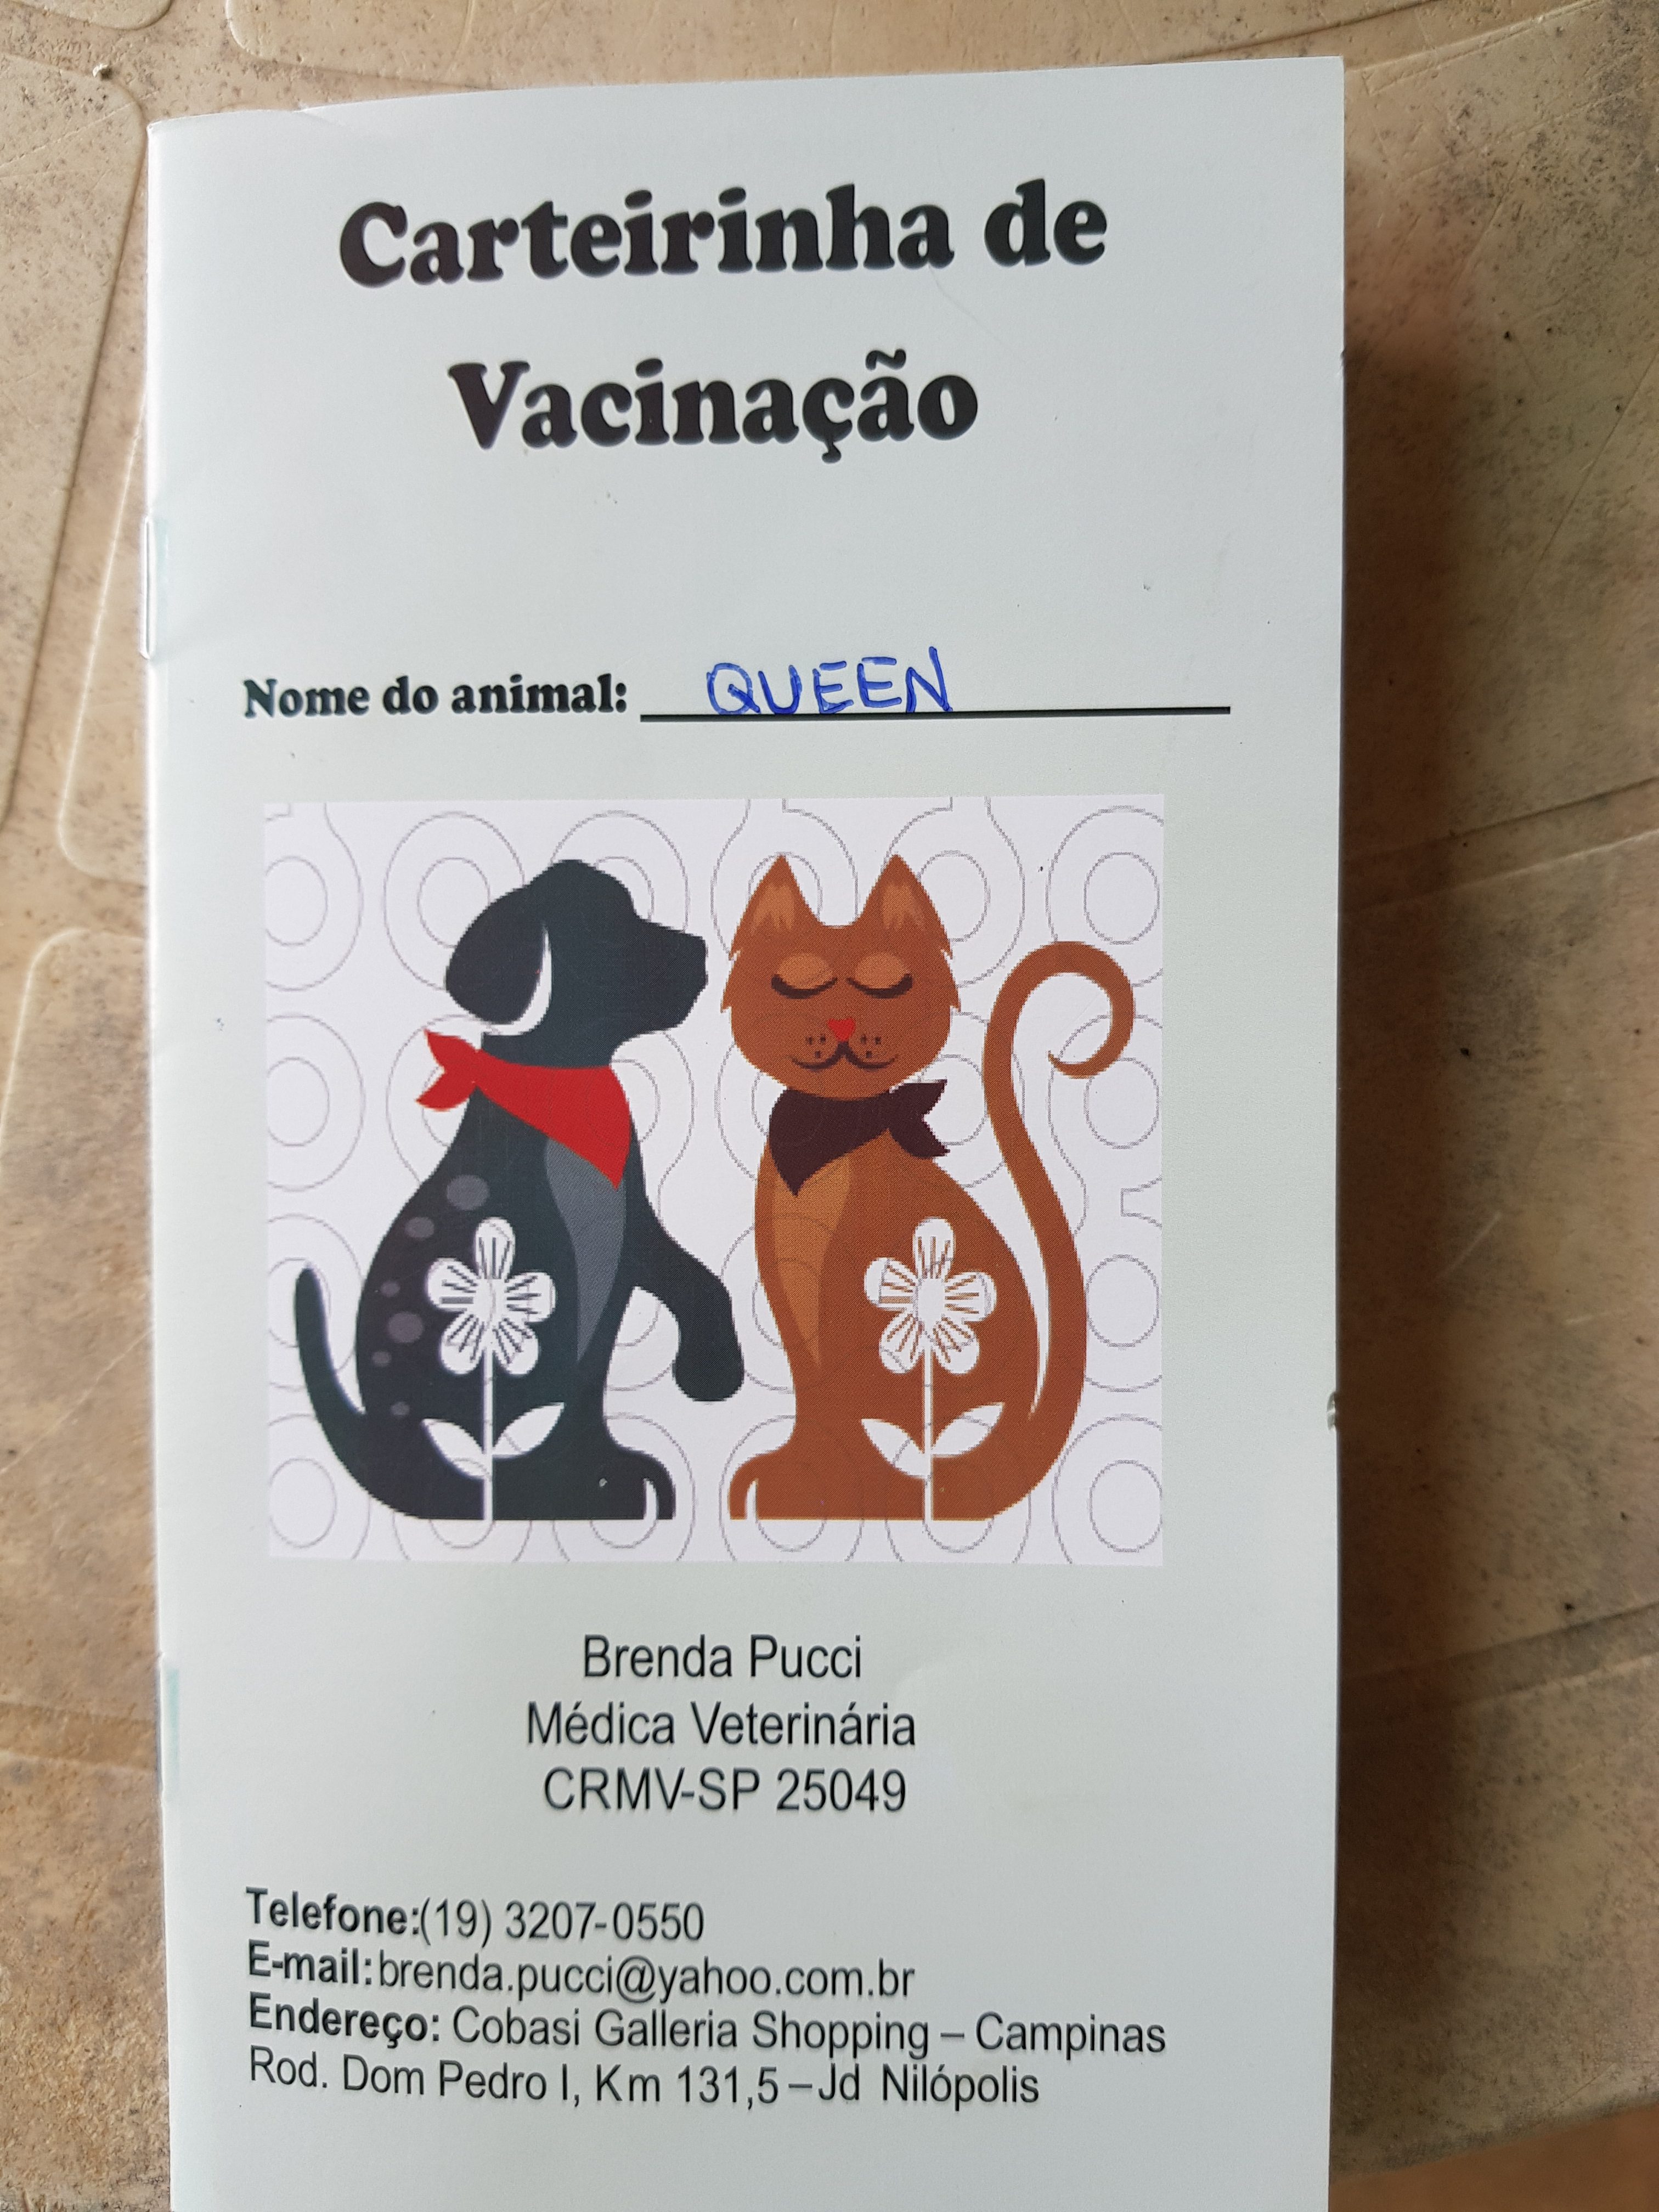 Carteirinha de
Vacinação
Nome do animal: QUEEN
Brenda Pucci
Médica Veterinária
CRMV-SP 25049
Telefone:(19) 3207-0550
E-mail:brenda.pucci@yahoo.com.br
Endereço: Cobasi Galleria Shopping – Campinas
Rod. Dom Pedro I, Km 131,5 – Jd Nilópolis